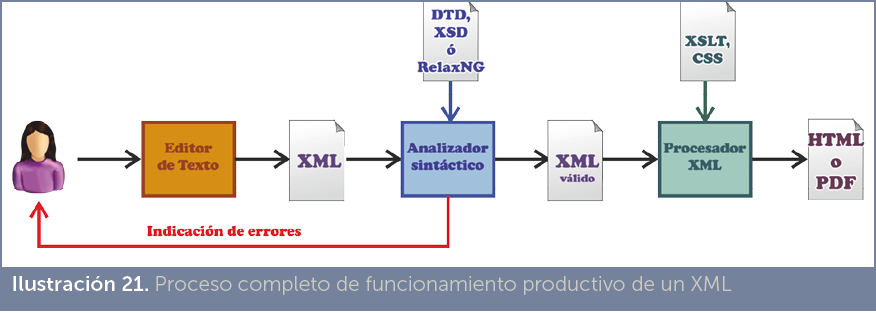 DTD,
XSD
ó
RelaxNG
XSLT,
CSS
Editor
de Texto
XML
Analizador
sintáctico
XML
válido
Procesador
XML
HTML
o
PDF
Indicación de errores
Ilustración 21. Proceso completo de funcionamiento productivo de un XML